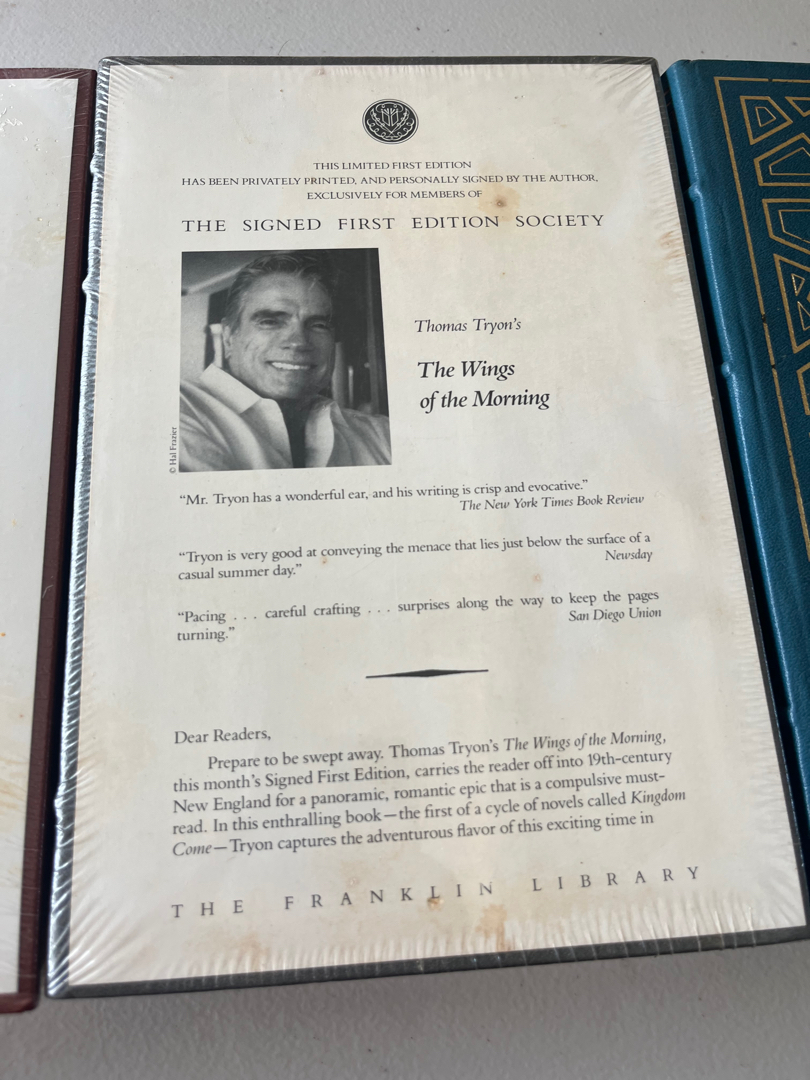 THIS LIMITED FIRST EDITION
HAS BEEN PRIVATELY PRINTED, AND PERSONALLY SIGNED BY THE AUTHOR,
EXCLUSIVELY FOR MEMBERS OF
THE SIGNED FIRST EDITION SOCIETY
© Hal Frazier
Thomas Tryon's
The Wings
of the Morning
“Mr. Tryon has a wonderful ear, and his writing is crisp and evocative.”
The New York Times Book Review
“Tryon is very good at conveying the menace that lies just below the surface of a
casual summer day.”
Newsday
“Pacing . . . careful crafting . . . surprises along the way to keep the pages
turning.”
San Diego Union
Dear Readers,
Prepare to be swept away. Thomas Tryon's The Wings of the Morning,
this month's Signed First Edition, carries the reader off into 19th-century
New England for a panoramic, romantic epic that is a compulsive must-
read. In this enthralling book—the first of a cycle of novels called Kingdom
Come—Tryon captures the adventurous flavor of this exciting time in
THE FRANKLIN LIBRARY